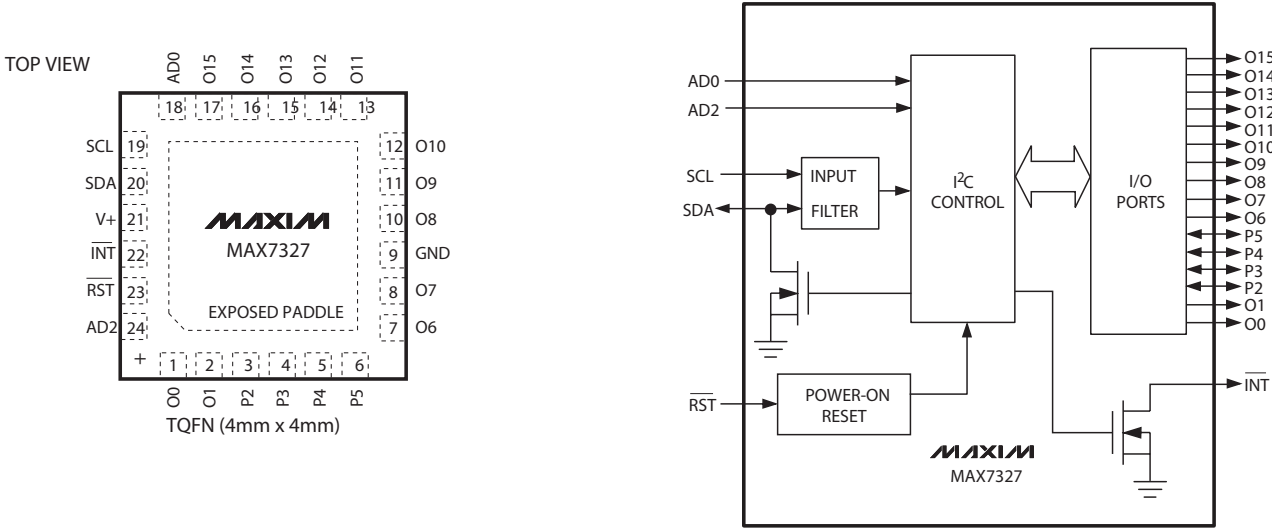 TOP VIEW
AD0 O15 O14 O13 O12 O11
18 17 16 15 14 13
SCL 19
SDA 20
V+ 21
INT 22
RST 23
AD2 24
12 O10
11 O9
10 O8
9 GND
8 O7
7 O6
MAXIM
MAX7327
EXPOSED PADDLE
+ 1 2 3 4 5 6
O0 O1 P2 P3 P4 P5
TQFN (4mm x 4mm)
AD0
AD2
SCL
SDA
RST
INPUT
FILTER
I²C
CONTROL
I/O
PORTS
POWER-ON
RESET
MAXIM
MAX7327
O15
O14
O13
O12
O11
O10
O9
O8
O7
O6
P5
P4
P3
P2
O1
O0
INT